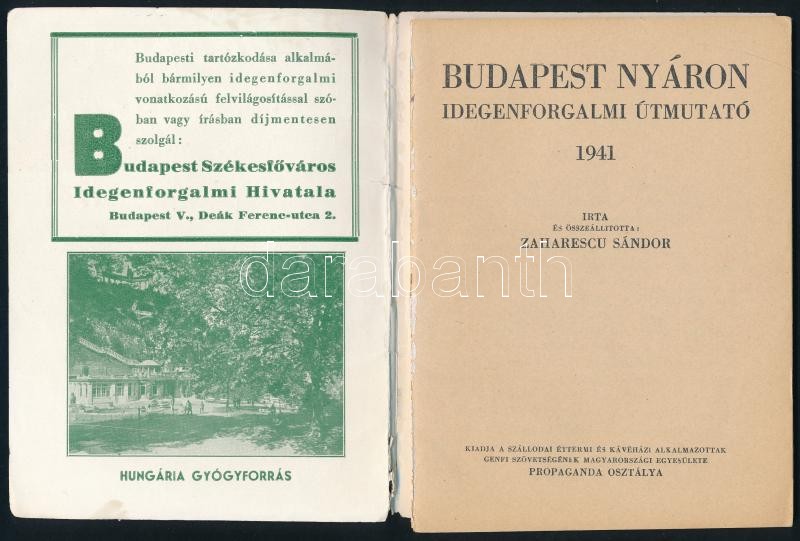 Budapesti tartózkodása alkalmá-
ból bármilyen idegenforgalmi
vonatkozású felvilágosítással szó-
ban vagy írásban díjmentesen
szolgál:
Budapest Székesfőváros
Idegenforgalmi Hivatala
Budapest V., Deák Ferenc-utca 2.
HUNGÁRIA GYÓGYFORRÁS
BUDAPEST NYÁRON
IDEGENFORGALMI ÚTMUTATÓ
1941
IRTA
ÉS ÖSSZEÁLLITOTTA:
ZAHARESCU SÁNDOR
darabanth
KIADJA A SZÁLLODAI ÉTTERMI ÉS KÁVÉHÁZI ALKALMAZOTTAK
GENFI SZÖVETSÉGÉNEK MAGYARORSZÁGI EGYESÜLETE
PROPAGANDA OSZTÁLYA